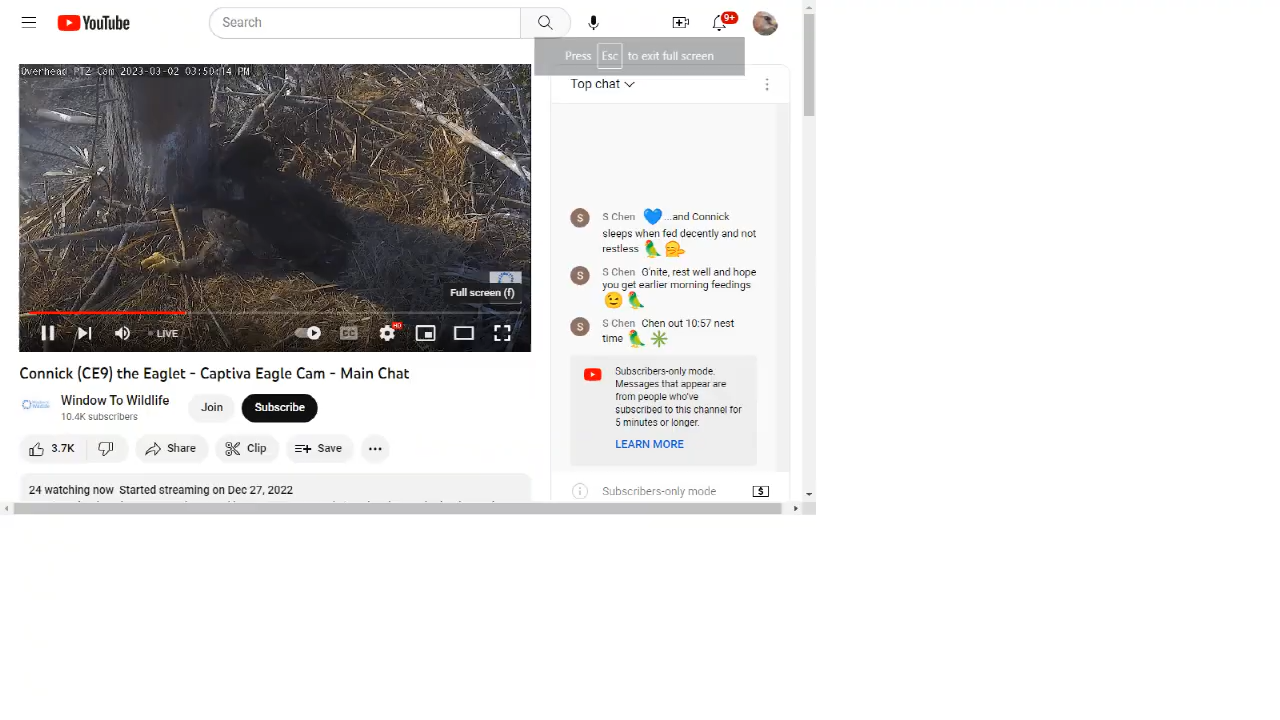 YouTube
Search
9+
Press Esc to exit full screen
Overhead PTZ Cam 2023-03-02 03:50:14 PM
Full screen (f)
LIVE
CC
HD
Top chat
S Chen 💙...and Connick
sleeps when fed decently and not
restless
S Chen G'nite, rest well and hope
you get earlier morning feedings
S Chen Chen out 10:57 nest
time
Subscribers-only mode.
Messages that appear are
from people who've
subscribed to this channel for
5 minutes or longer.
LEARN MORE
Subscribers-only mode
Connick (CE9) the Eaglet - Captiva Eagle Cam - Main Chat
Window To Wildlife
10.4K subscribers
Join
Subscribe
3.7K
Share
Clip
Save
24 watching now Started streaming on Dec 27, 2022